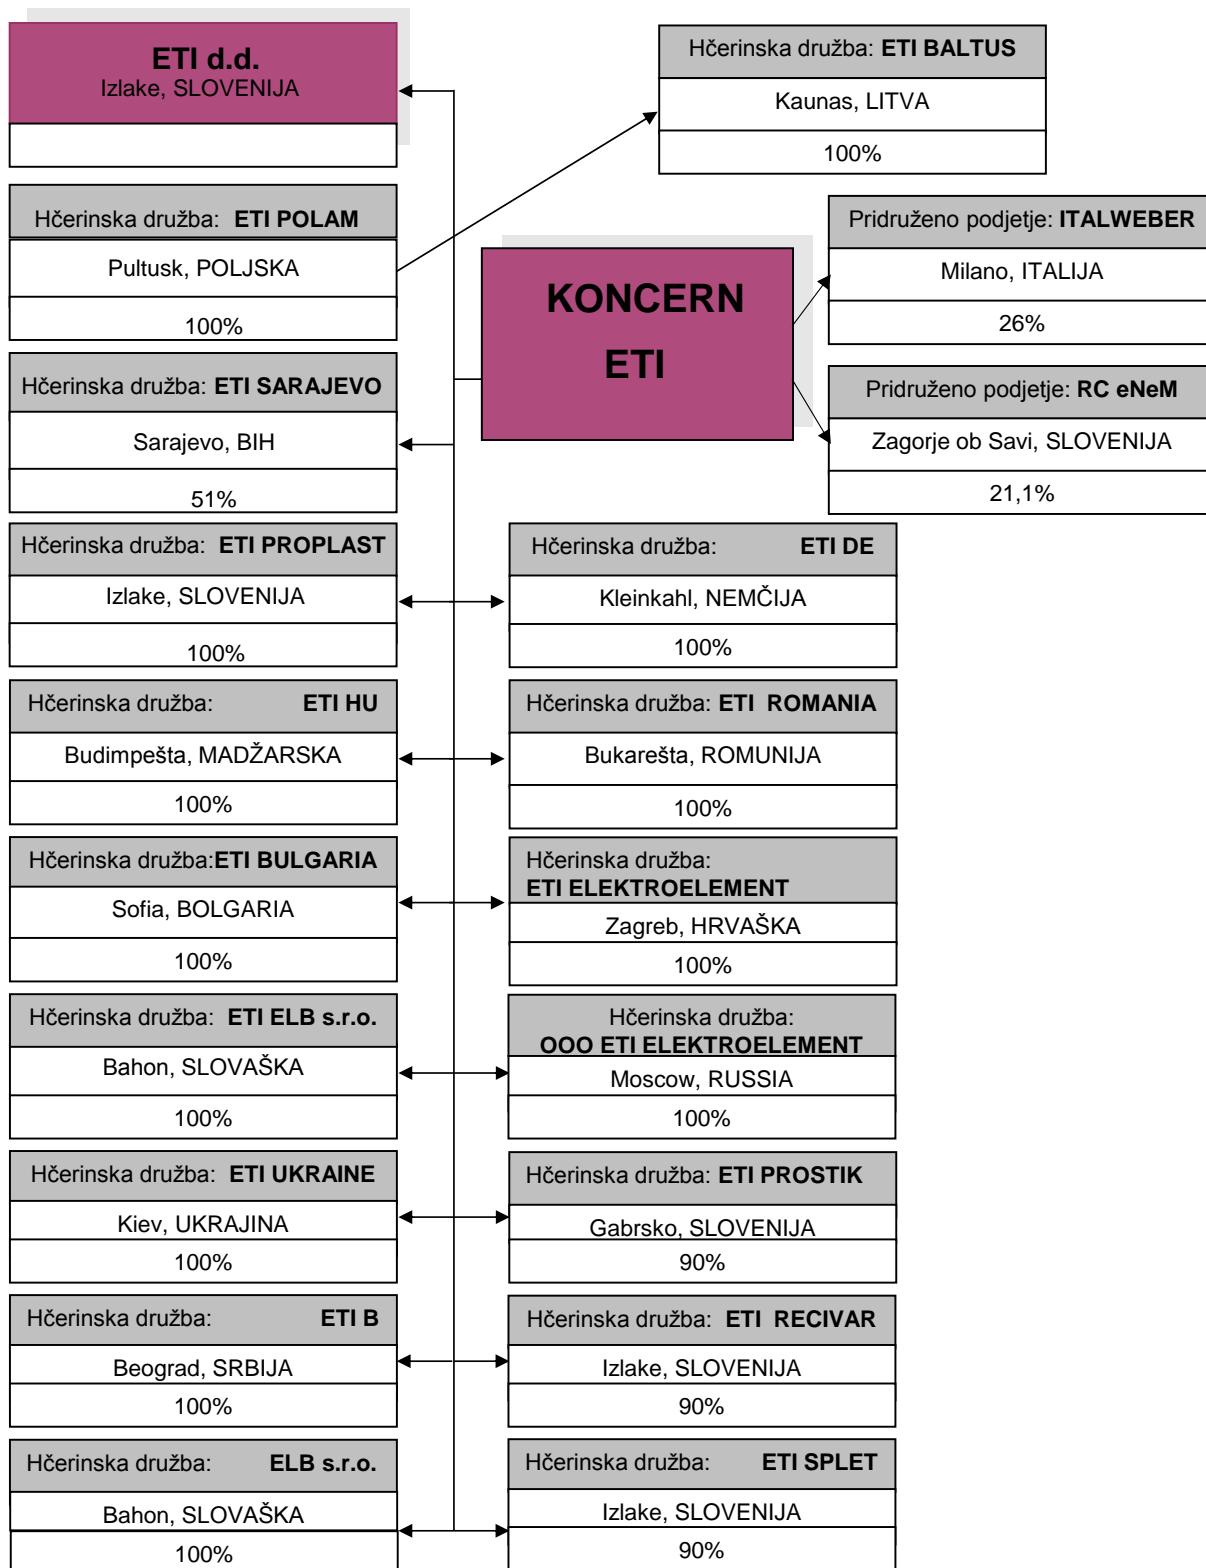 ETI d.d.
Izlake, SLOVENIJA
Hčerinska družba: ETI BALTUS
Kaunas, LITVA
100%
Hčerinska družba: ETI POLAM
Pultusk, POLJSKA
100%
Pridruženo podjetje: ITALWEBER
Milano, ITALIJA
26%
KONCERN
ETI
Hčerinska družba: ETI SARAJEVO
Sarajevo, BIH
51%
Pridruženo podjetje: RC eNeM
Zagorje ob Savi, SLOVENIJA
21,1%
Hčerinska družba: ETI PROPLAST
Izlake, SLOVENIJA
100%
Hčerinska družba: ETI DE
Kleinkahl, NEMČIJA
100%
Hčerinska družba: ETI HU
Budimpešta, MADŽARSKA
100%
Hčerinska družba: ETI ROMANIA
Bukarešta, ROMUNIJA
100%
Hčerinska družba:ETI BULGARIA
Sofia, BOLGARIA
100%
Hčerinska družba:
ETI ELEKTROELEMENT
Zagreb, HRVAŠKA
100%
Hčerinska družba: ETI ELB s.r.o.
Bahon, SLOVAŠKA
100%
Hčerinska družba:
OOO ETI ELEKTROELEMENT
Moscow, RUSSIA
100%
Hčerinska družba: ETI UKRAINE
Kiev, UKRAJINA
100%
Hčerinska družba: ETI PROSTIK
Gabrsko, SLOVENIJA
90%
Hčerinska družba: ETI B
Beograd, SRBIJA
100%
Hčerinska družba: ETI RECIVAR
Izlake, SLOVENIJA
90%
Hčerinska družba: ELB s.r.o.
Bahon, SLOVAŠKA
100%
Hčerinska družba: ETI SPLET
Izlake, SLOVENIJA
90%